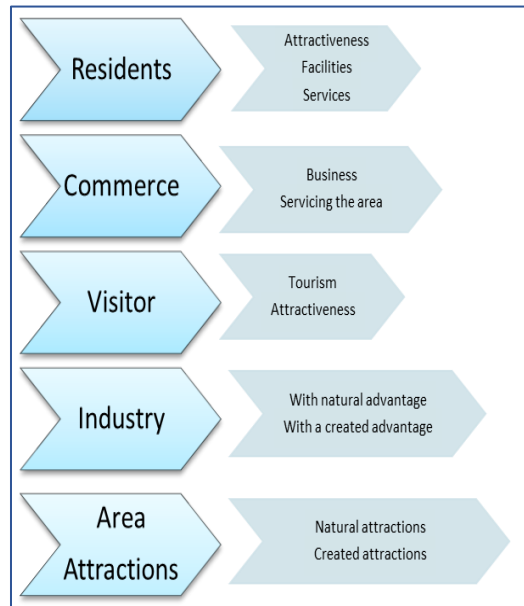 Residents
Attractiveness
Facilities
Services
Commerce
Business
Servicing the area
Visitor
Tourism
Attractiveness
Industry
With natural advantage
With a created advantage
Area
Attractions
Natural attractions
Created attractions